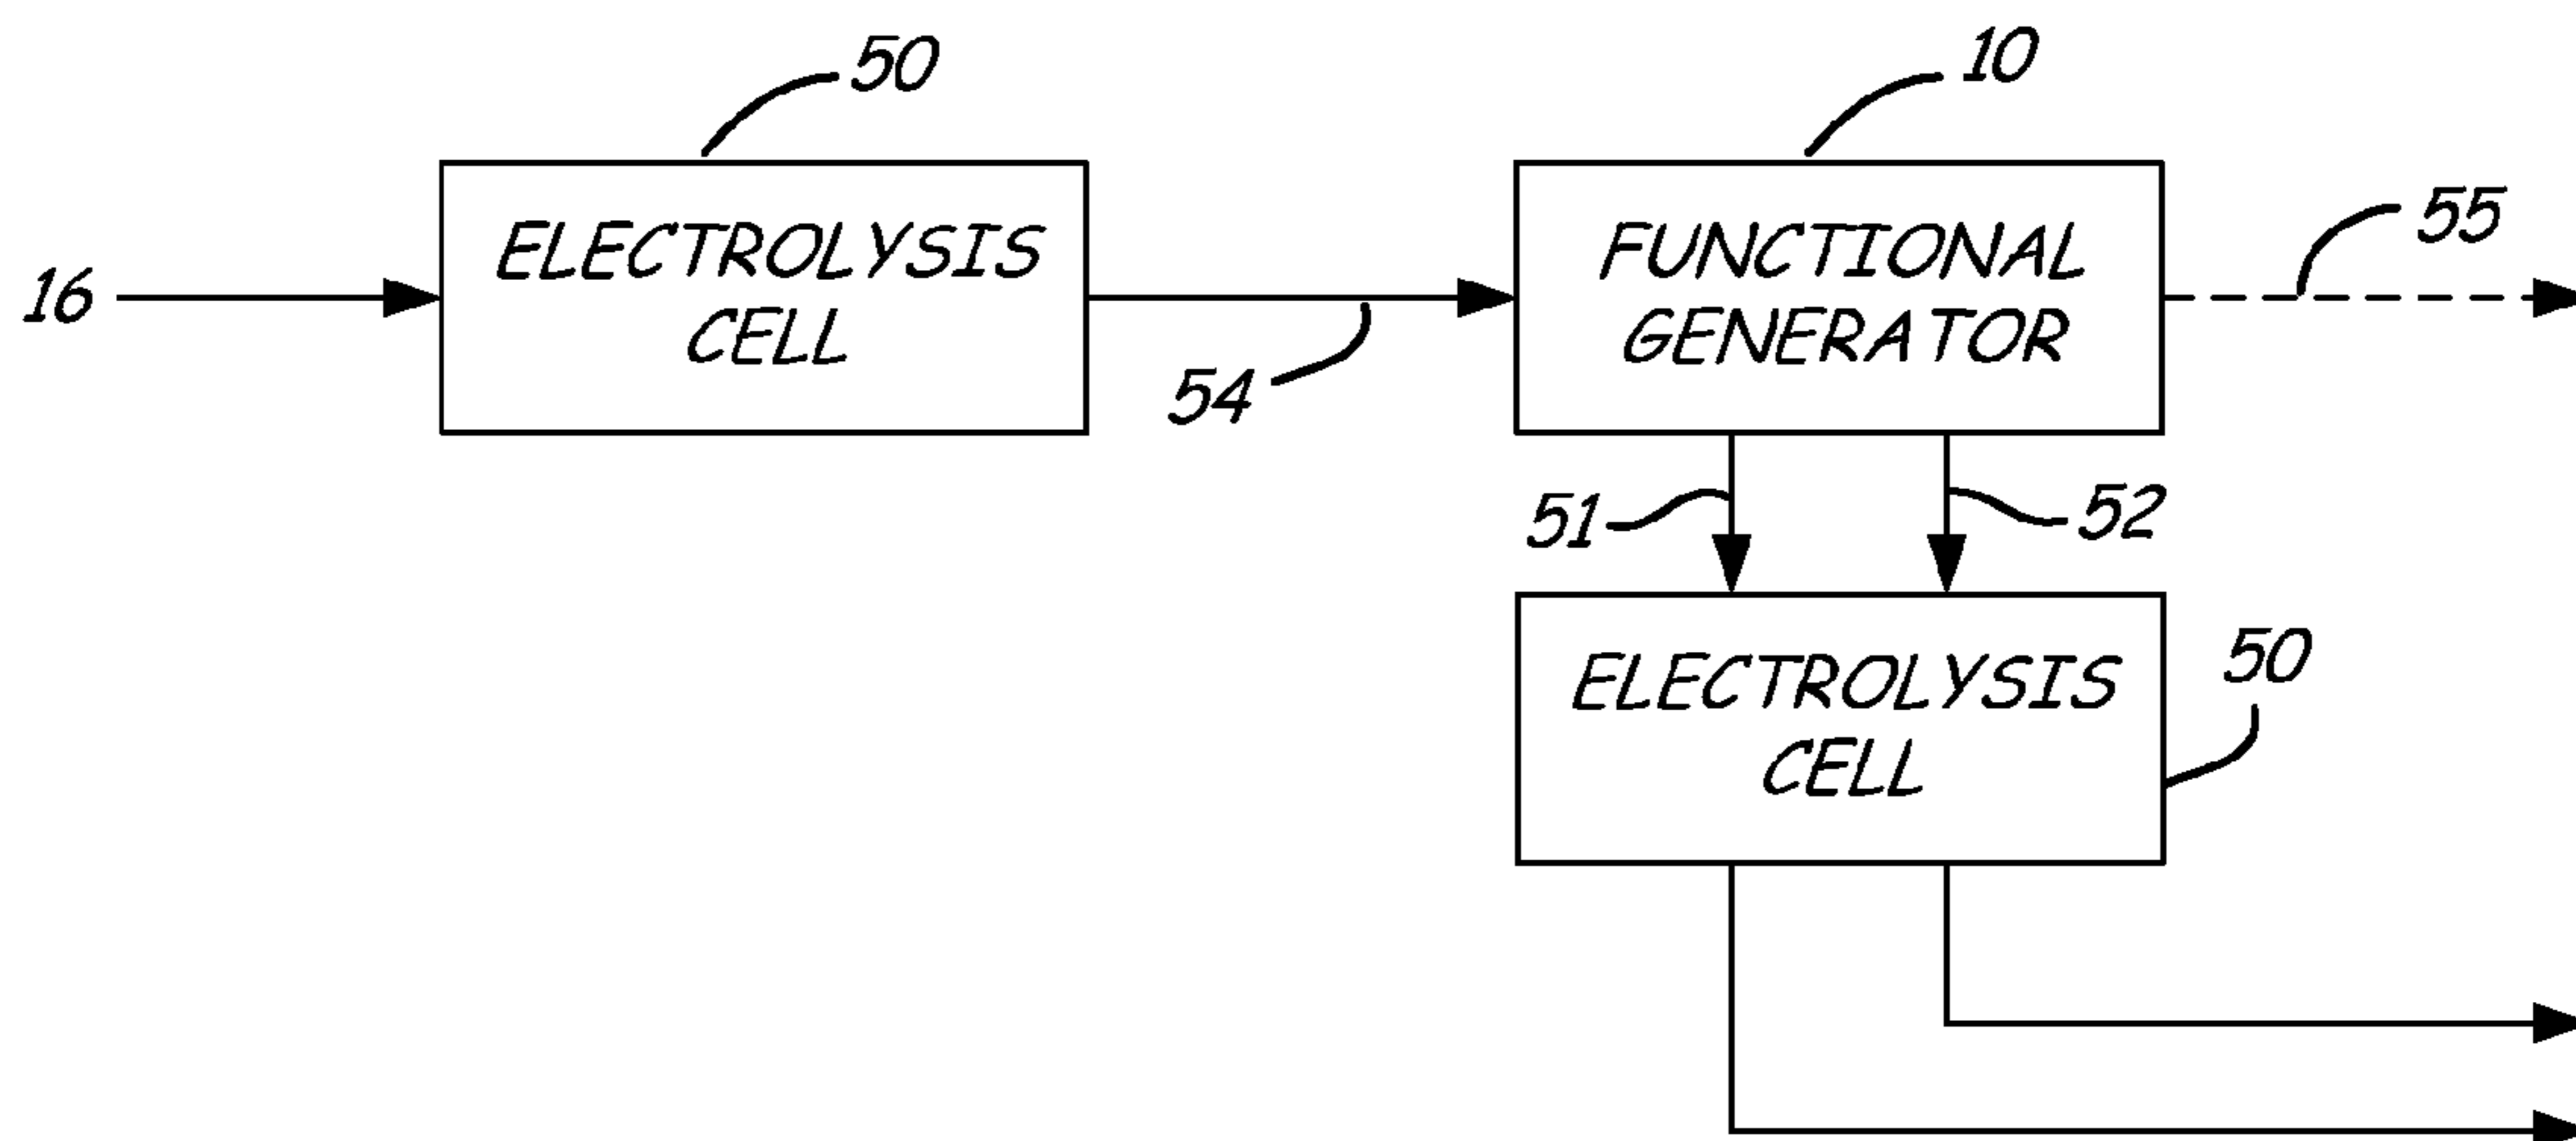 50
10
ELECTROLYSIS
CELL
FUNCTIONAL
GENERATOR
55
16
54
51
52
ELECTROLYSIS
CELL
50